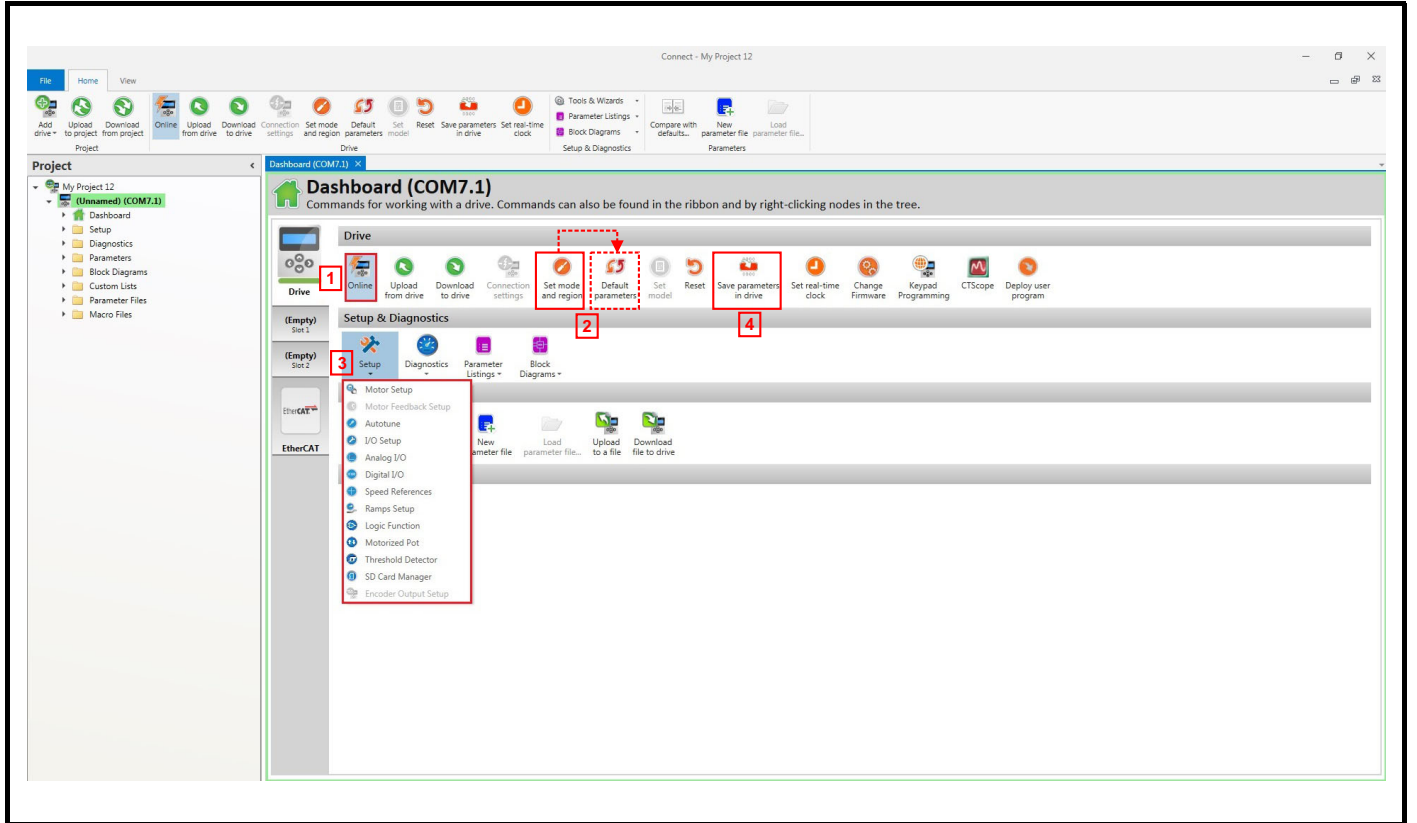 Connect - My Project 12
File Home View
Add drive
Upload to project
Download from project
Online
Upload from drive
Download to drive
Connection settings
Set mode and region
Default parameters
Set model
Reset
Save parameters in drive
Set real-time clock
Tools & Wizards
Parameter Listings
Block Diagrams
Compare with defaults...
New parameter file
Load parameter file...
Project
Drive
Setup & Diagnostics
Parameters
Project
My Project 12
(Unnamed) (COM7.1)
Dashboard
Setup
Diagnostics
Parameters
Block Diagrams
Custom Lists
Parameter Files
Macro Files
Dashboard (COM7.1)
Dashboard (COM7.1)
Commands for working with a drive. Commands can also be found in the ribbon and by right-clicking nodes in the tree.
Drive
(Empty)
Slot 1
(Empty)
Slot 2
EtherCAT
EtherCAT
Drive
1
Online
Upload from drive
Download to drive
Connection settings
Set mode and region
Default parameters
Set model
Reset
Save parameters in drive
Set real-time clock
Change Firmware
Keypad Programming
CTScope
Deploy user program
2
4
Setup & Diagnostics
3
Setup
Diagnostics
Parameter Listings
Block Diagrams
Motor Setup
Motor Feedback Setup
Autotune
I/O Setup
Analog I/O
Digital I/O
Speed References
Ramps Setup
Logic Function
Motorized Pot
Threshold Detector
SD Card Manager
Encoder Output Setup
New
ameter file
Load parameter file...
Upload to a file
Download file to drive